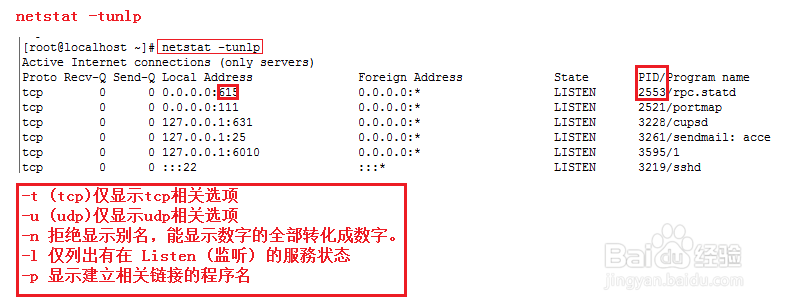 netstat -tunlp
[root@localhost ~]# netstat -tunlp
Active Internet connections (only servers)
Proto Recv-Q Send-Q Local Address Foreign Address State PID/Program name
tcp 0 0 0.0.0.0:615 0.0.0.0:* LISTEN 2553/rpc.statd
tcp 0 0 0.0.0.0:111 0.0.0.0:* LISTEN 2521/portmap
tcp 0 0 127.0.0.1:631 0.0.0.0:* LISTEN 3228/cupsd
tcp 0 0 127.0.0.1:25 0.0.0.0:* LISTEN 3261/sendmail: acce
tcp 0 0 127.0.0.1:6010 0.0.0.0:* LISTEN 3595/1
tcp 0 0 :::22 :::* LISTEN 3219/sshd
-t (tcp)仅显示tcp相关选项
-u (udp)仅显示udp相关选项
-n 拒绝显示别名，能显示数字的全部转化成数字。
-l 仅列出有在 Listen (监听) 的服務状态
-p 显示建立相关链接的程序名
Baidu 经验
jingyan.baidu.com